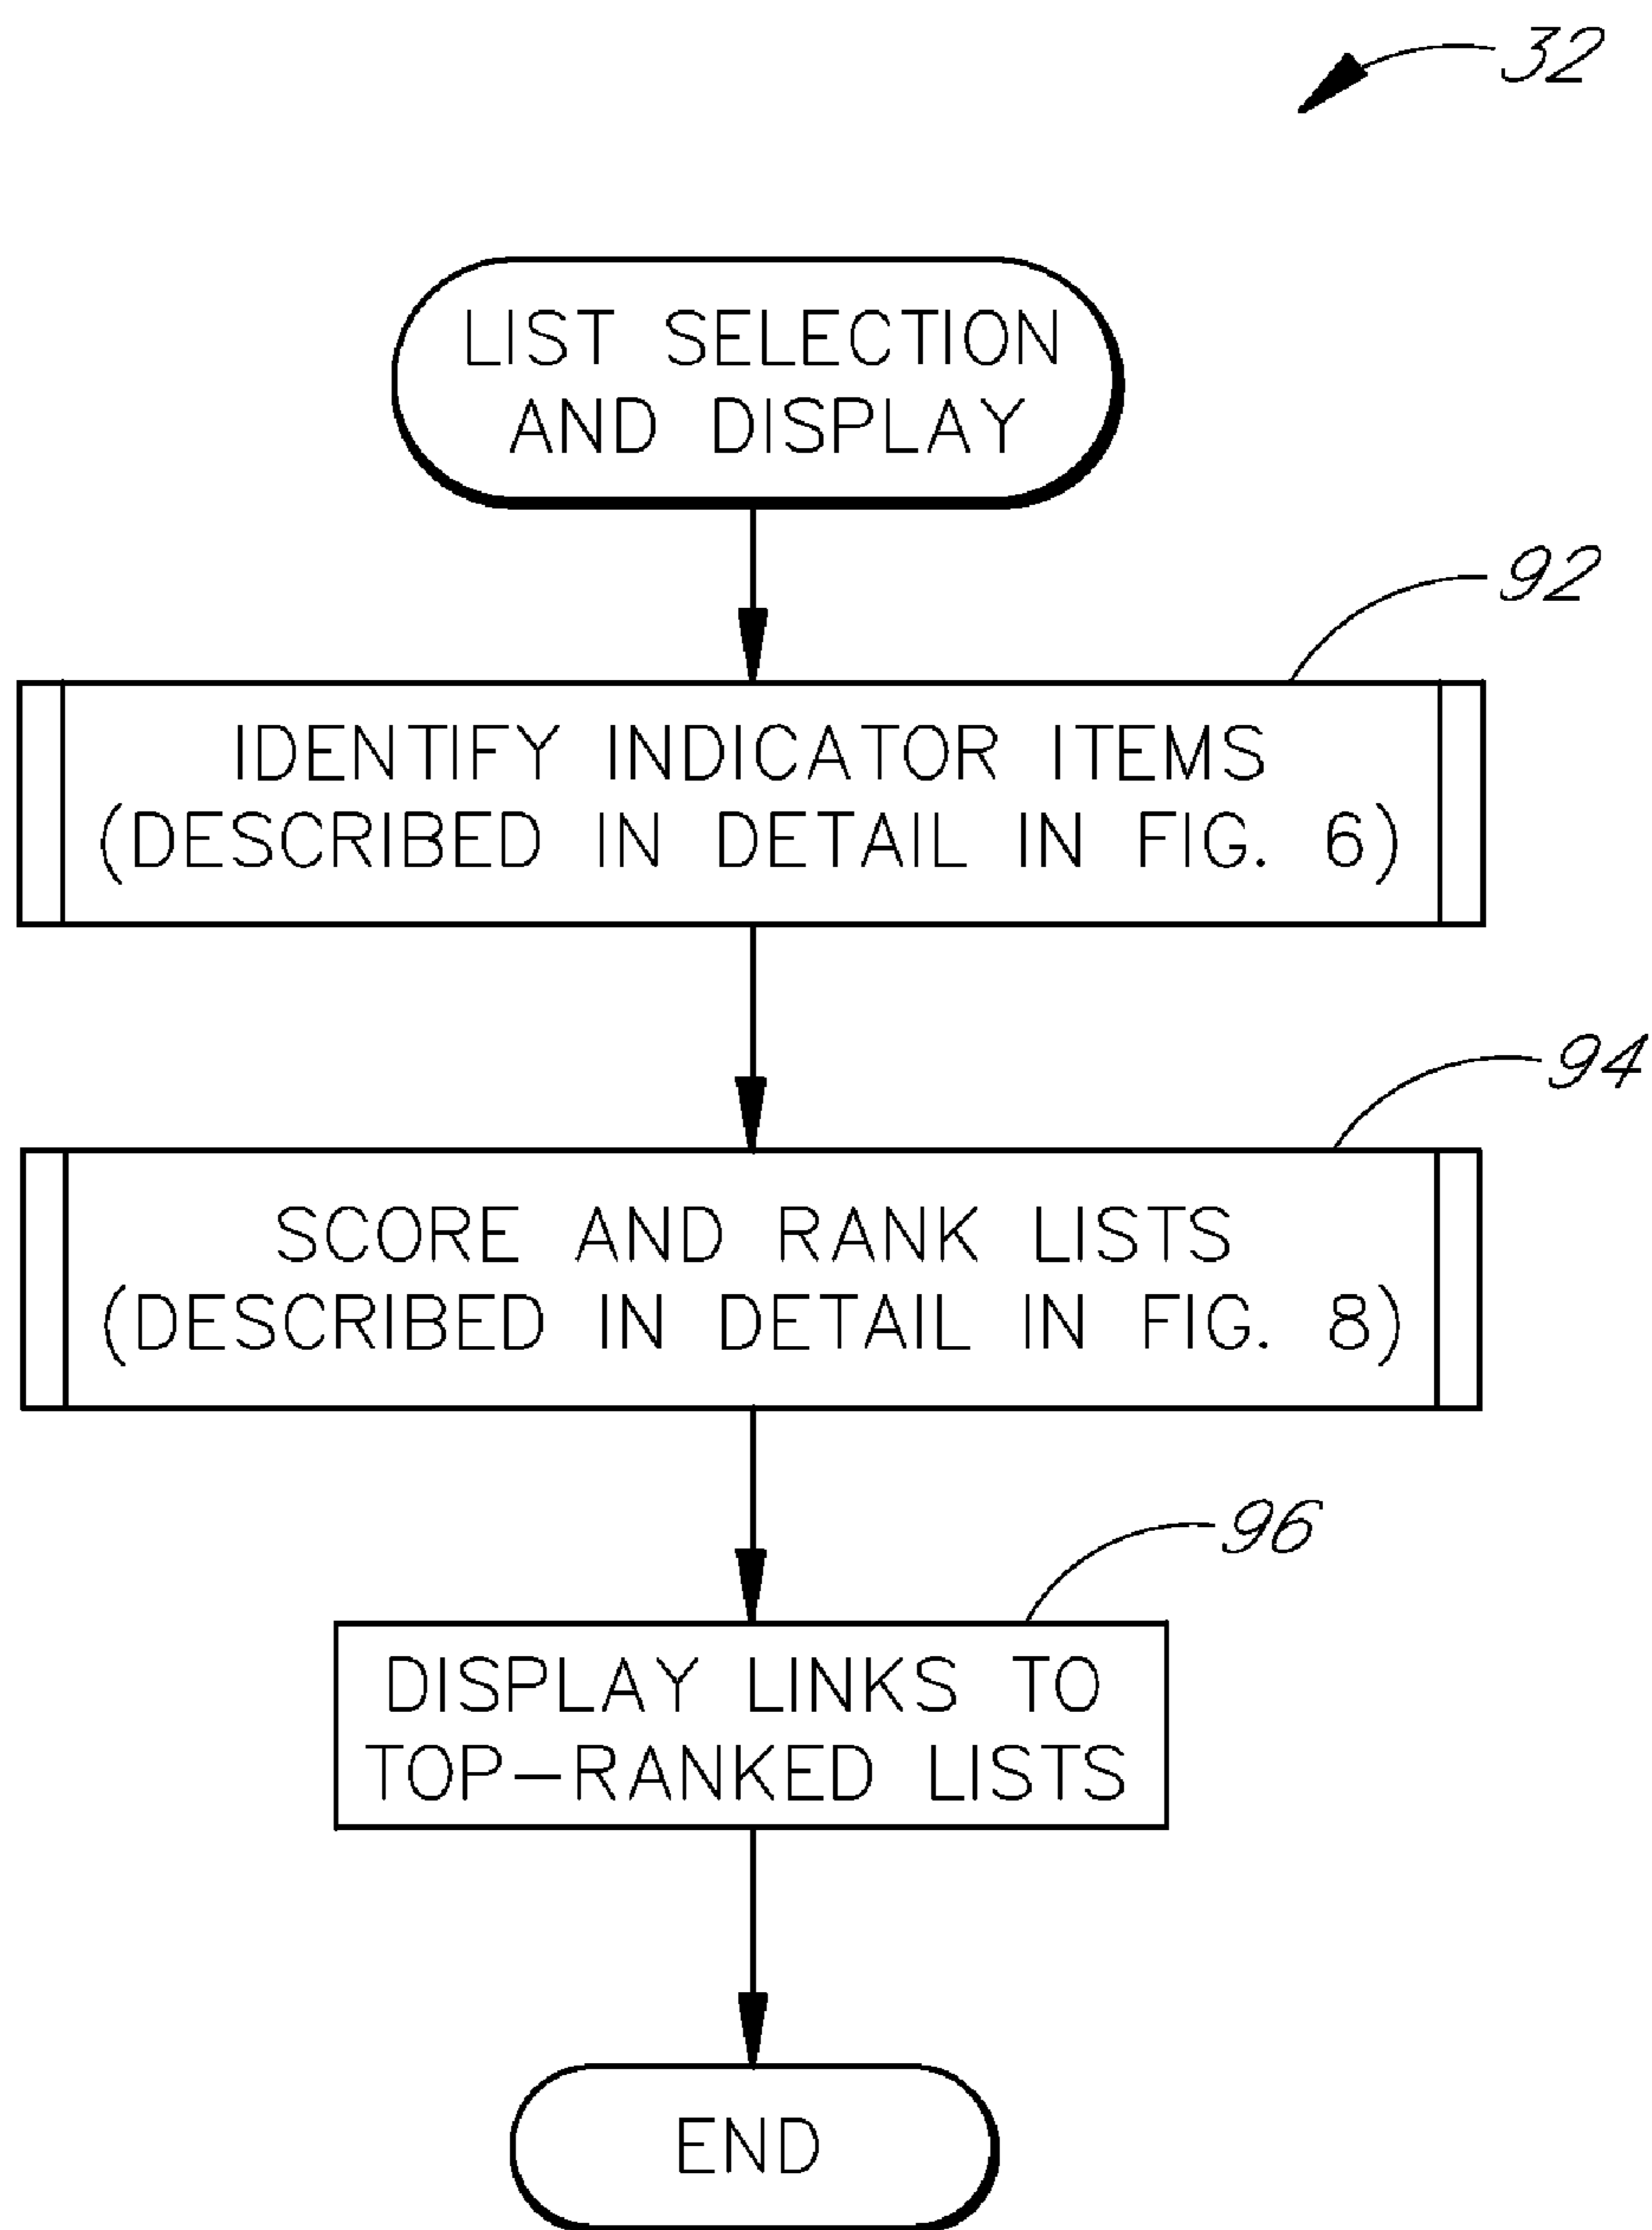 32
LIST SELECTION
AND DISPLAY
92
IDENTIFY INDICATOR ITEMS
(DESCRIBED IN DETAIL IN FIG. 6)
94
SCORE AND RANK LISTS
(DESCRIBED IN DETAIL IN FIG. 8)
96
DISPLAY LINKS TO
TOP–RANKED LISTS
END